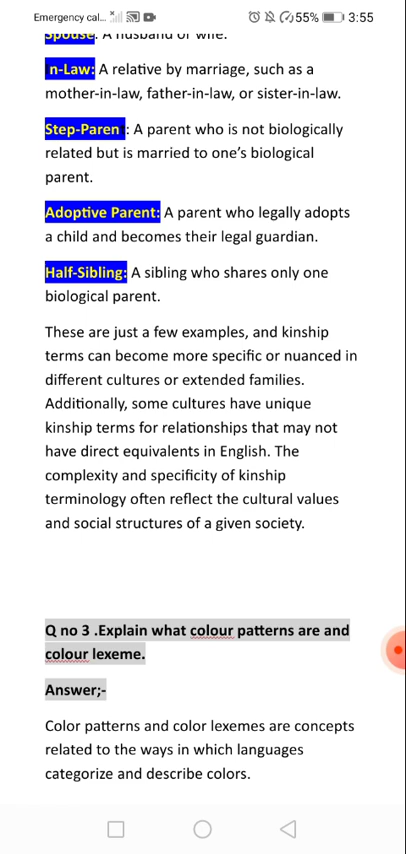 Emergency cal... 55% 3:55
Spouse: A husband or wife.
n-Law: A relative by marriage, such as a
mother-in-law, father-in-law, or sister-in-law.
Step-Paren : A parent who is not biologically
related but is married to one’s biological
parent.
Adoptive Parent: A parent who legally adopts
a child and becomes their legal guardian.
Half-Sibling: A sibling who shares only one
biological parent.
These are just a few examples, and kinship
terms can become more specific or nuanced in
different cultures or extended families.
Additionally, some cultures have unique
kinship terms for relationships that may not
have direct equivalents in English. The
complexity and specificity of kinship
terminology often reflect the cultural values
and social structures of a given society.
Q no 3 .Explain what colour patterns are and
colour lexeme.
Answer;-
Color patterns and color lexemes are concepts
related to the ways in which languages
categorize and describe colors.